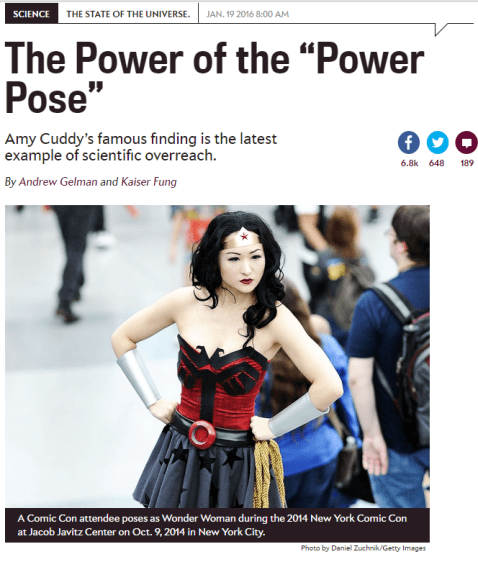 SCIENCE THE STATE OF THE UNIVERSE. JAN. 19 2016 8:00 AM
The Power of the “Power
Pose”
Amy Cuddy’s famous finding is the latest
example of scientific overreach.
6.8k 648 189
By Andrew Gelman and Kaiser Fung
A Comic Con attendee poses as Wonder Woman during the 2014 New York Comic Con
at Jacob Javitz Center on Oct. 9, 2014 in New York City.
Photo by Daniel Zuchnik/Getty Images